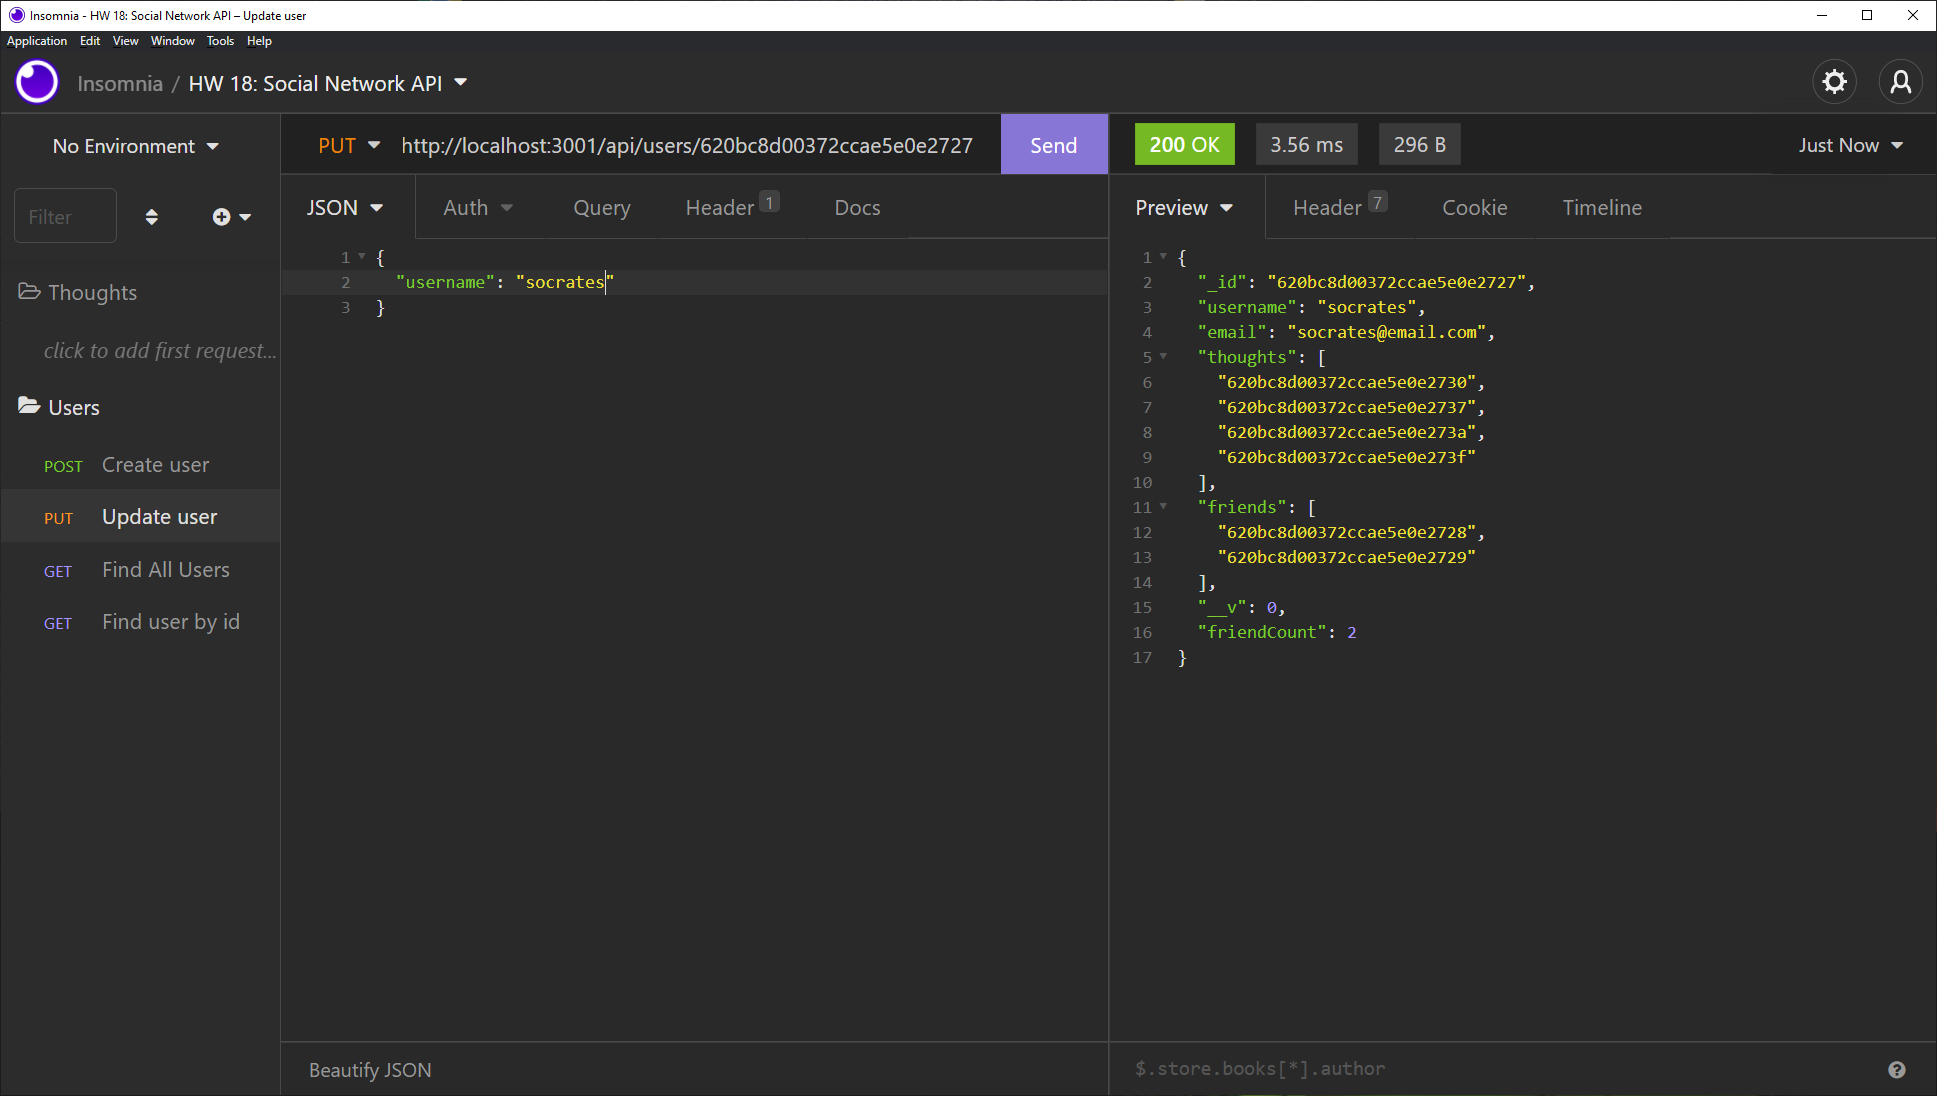 Insomnia - HW 18: Social Network API – Update user
Application Edit View Window Tools Help
Insomnia / HW 18: Social Network API
No Environment
PUT http://localhost:3001/api/users/620bc8d00372ccae5e0e2727 Send
200 OK 3.56 ms 296 B Just Now
Filter
JSON Auth Query Header 1 Docs
Preview Header 7 Cookie Timeline
Thoughts
click to add first request...
Users
POST Create user
PUT Update user
GET Find All Users
GET Find user by id
1 {
2 "username": "socrates"
3 }
1 {
2 "_id": "620bc8d00372ccae5e0e2727",
3 "username": "socrates",
4 "email": "socrates@email.com",
5 "thoughts": [
6 "620bc8d00372ccae5e0e2730",
7 "620bc8d00372ccae5e0e2737",
8 "620bc8d00372ccae5e0e273a",
9 "620bc8d00372ccae5e0e273f"
10 ],
11 "friends": [
12 "620bc8d00372ccae5e0e2728",
13 "620bc8d00372ccae5e0e2729"
14 ],
15 "__v": 0,
16 "friendCount": 2
17 }
Beautify JSON
$.store.books[*].author
?